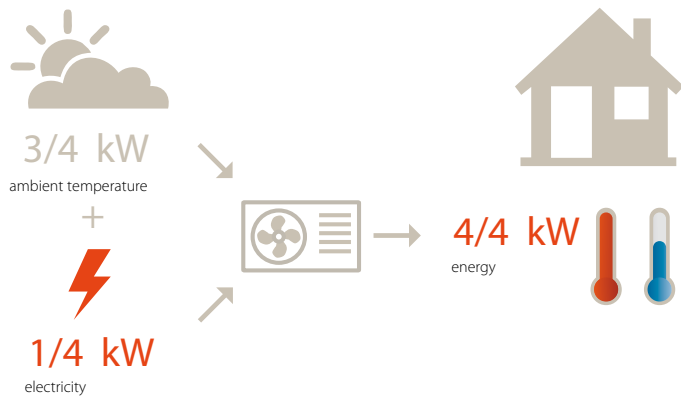 3/4 kW
ambient temperature
+
1/4 kW
electricity
4/4 kW
energy